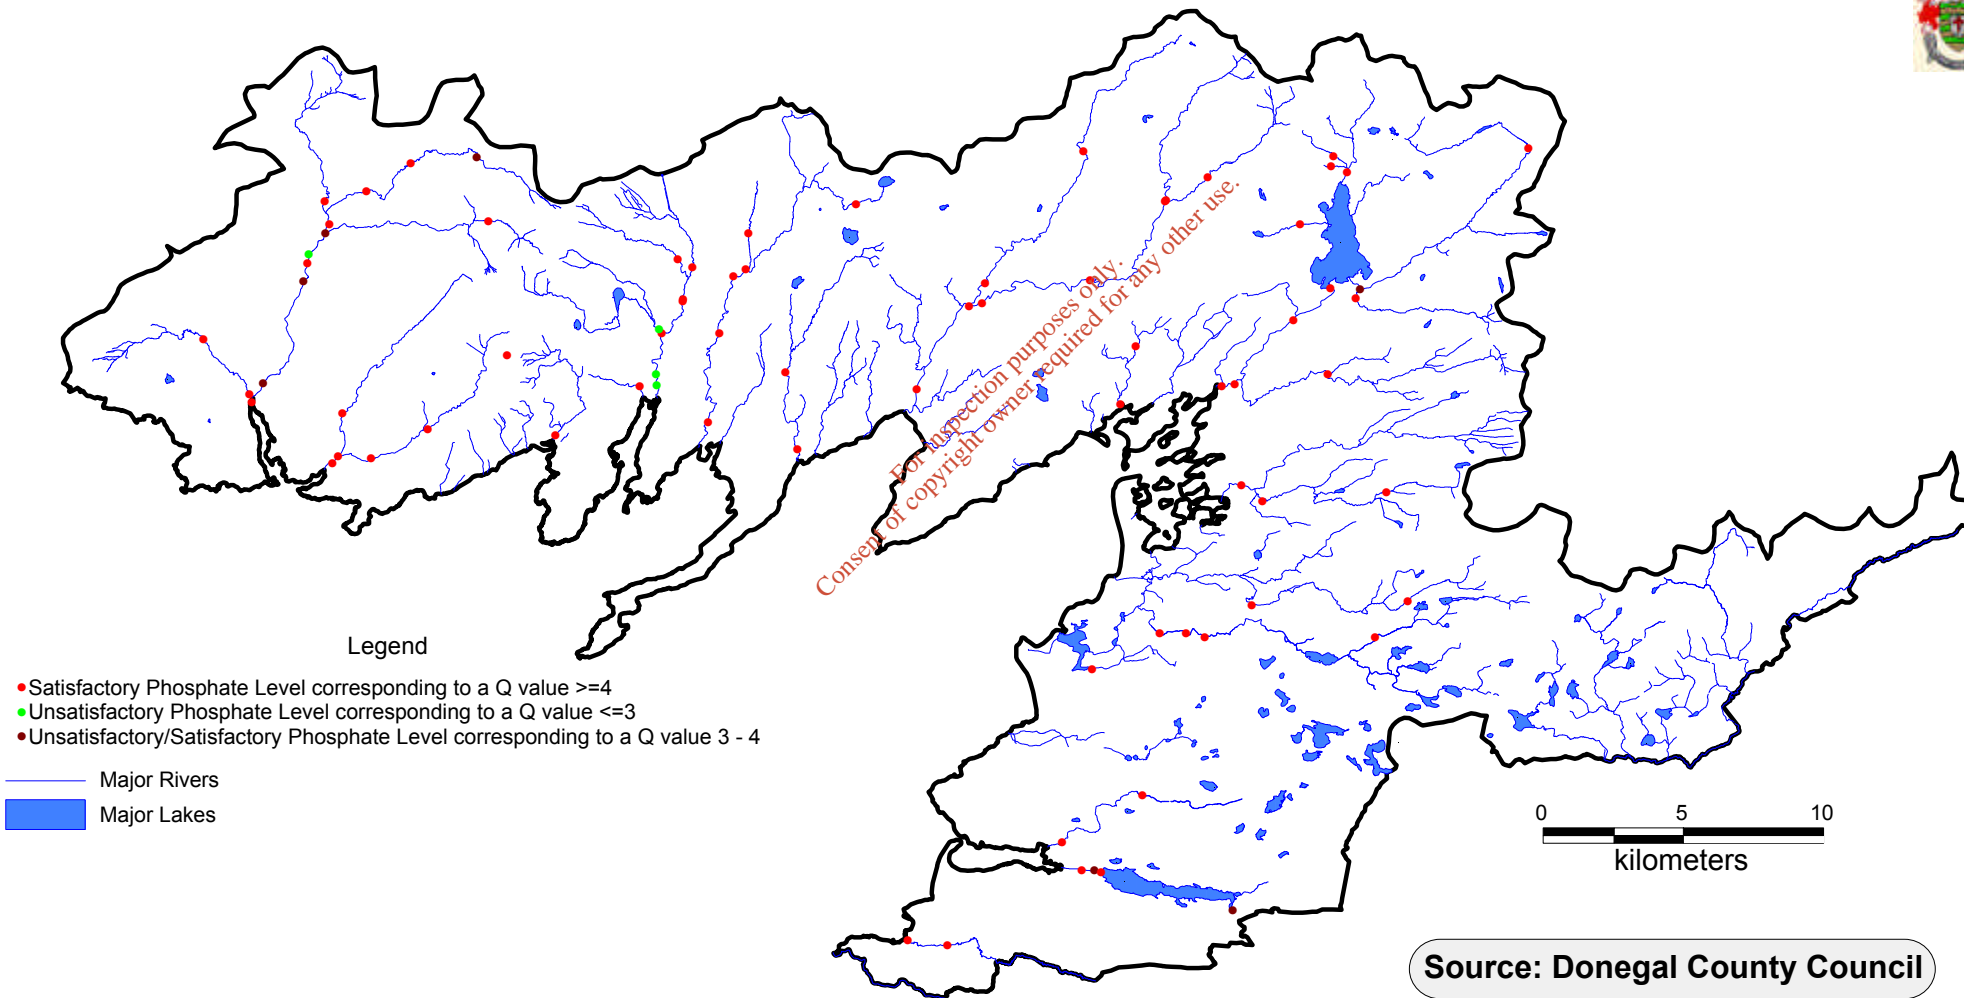 For inspection purposes only.
Consent of copyright owner required for any other use.
Legend
Satisfactory Phosphate Level corresponding to a Q value >=4
Unsatisfactory Phosphate Level corresponding to a Q value <=3
Unsatisfactory/Satisfactory Phosphate Level corresponding to a Q value 3 - 4
Major Rivers
Major Lakes
0 5 10
kilometers
Source: Donegal County Council